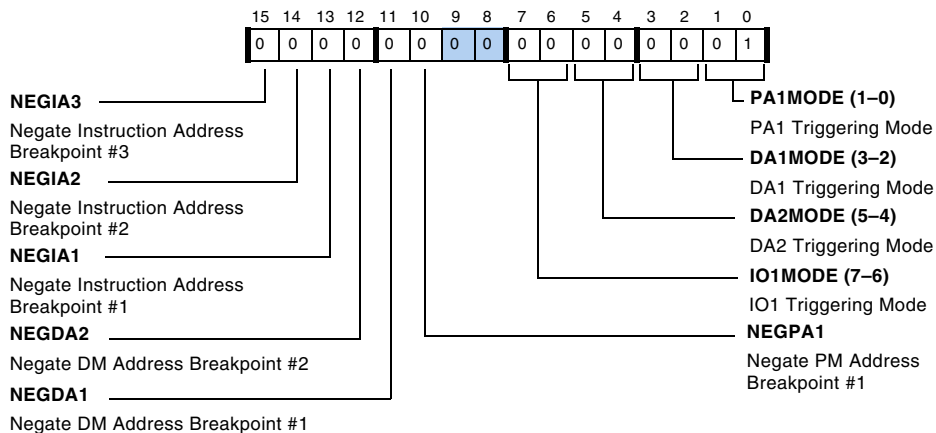 15 14 13 12 11 10 9 8 7 6 5 4 3 2 1 0
0 0 0 0 0 0 0 0 0 0 0 0 0 0 0 1
NEGIA3
Negate Instruction Address
Breakpoint #3
NEGIA2
Negate Instruction Address
Breakpoint #2
NEGIA1
Negate Instruction Address
Breakpoint #1
NEGDA2
Negate DM Address Breakpoint #2
NEGDA1
Negate DM Address Breakpoint #1
PA1MODE (1–0)
PA1 Triggering Mode
DA1MODE (3–2)
DA1 Triggering Mode
DA2MODE (5–4)
DA2 Triggering Mode
IO1MODE (7–6)
IO1 Triggering Mode
NEGPA1
Negate PM Address
Breakpoint #1